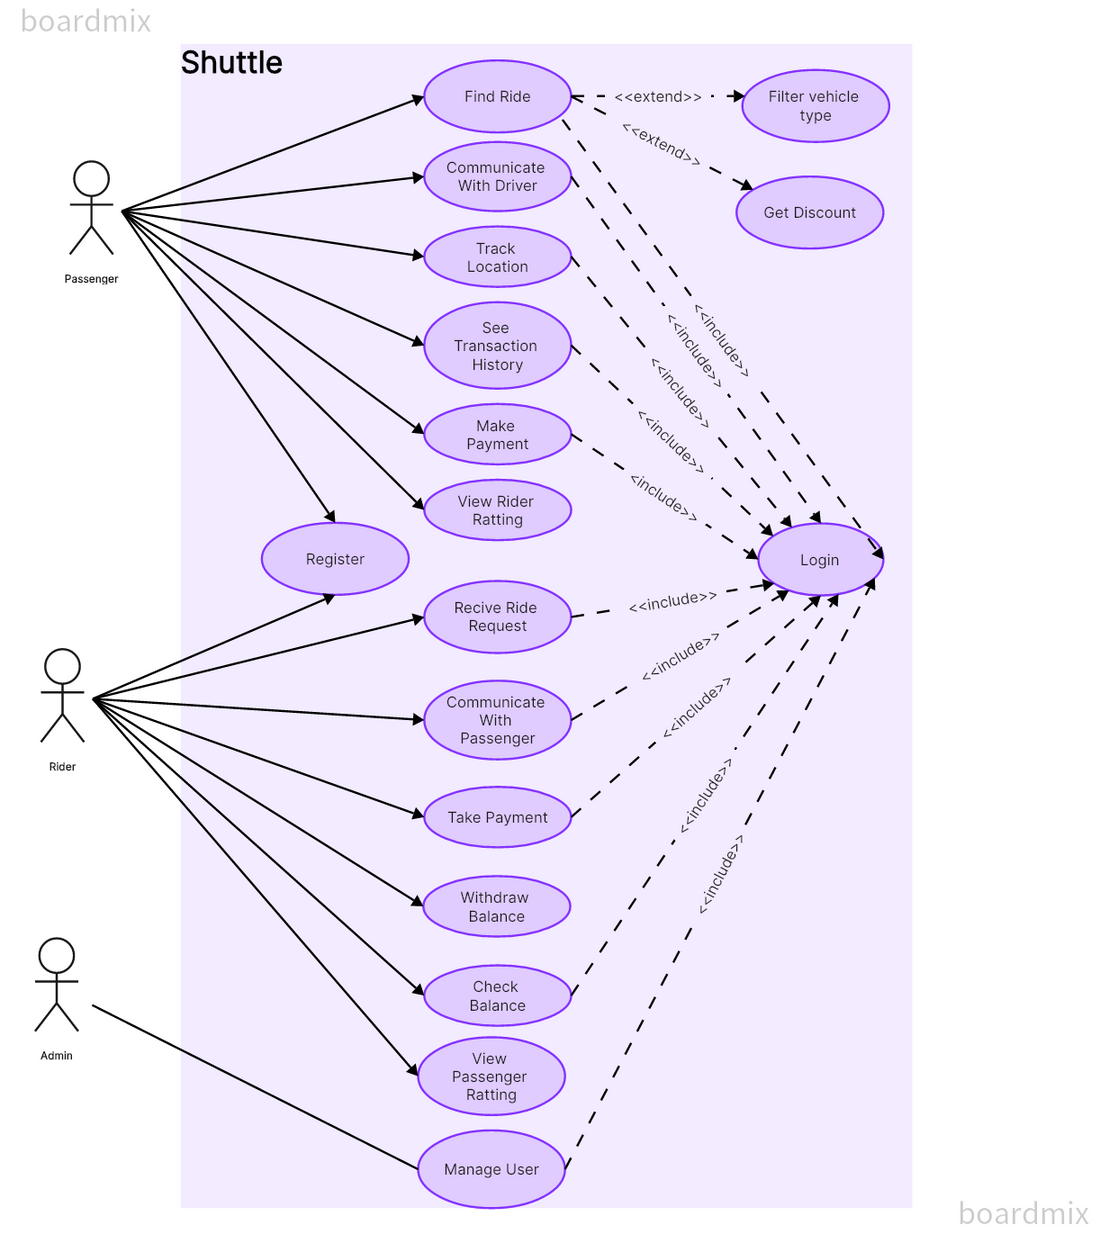 boardmix
Shuttle
Find Ride
<<extend>>
Filter vehicle
type
<<extend>>
Communicate
With Driver
Get Discount
Passenger
Track
Location
See
Transaction
History
<<include>>
<<include>>
<<include>>
<<include>>
Make
Payment
<include>>
View Rider
Ratting
Register
Login
Recive Ride
Request
<<include>>
Rider
Communicate
With
Passenger
<<include>>
<<include>>
Take Payment
<<include>>
<<include>>
Withdraw
Balance
Admin
Check
Balance
View
Passenger
Ratting
Manage User
boardmix